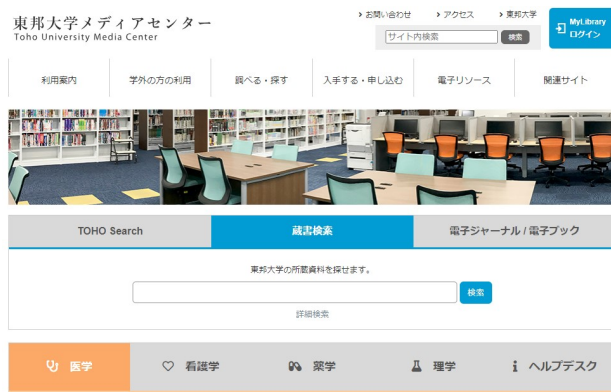 東邦大学メディアセンター
Toho University Media Center
お問い合わせ
アクセス
東邦大学
サイト内検索
検索
MyLibrary
ログイン
利用案内
学外の方の利用
調べる・探す
入手する・申し込む
電子リソース
関連サイト
TOHO Search
蔵書検索
電子ジャーナル / 電子ブック
東邦大学の所蔵資料を探せます。
検索
詳細検索
医学
看護学
薬学
理学
ヘルプデスク